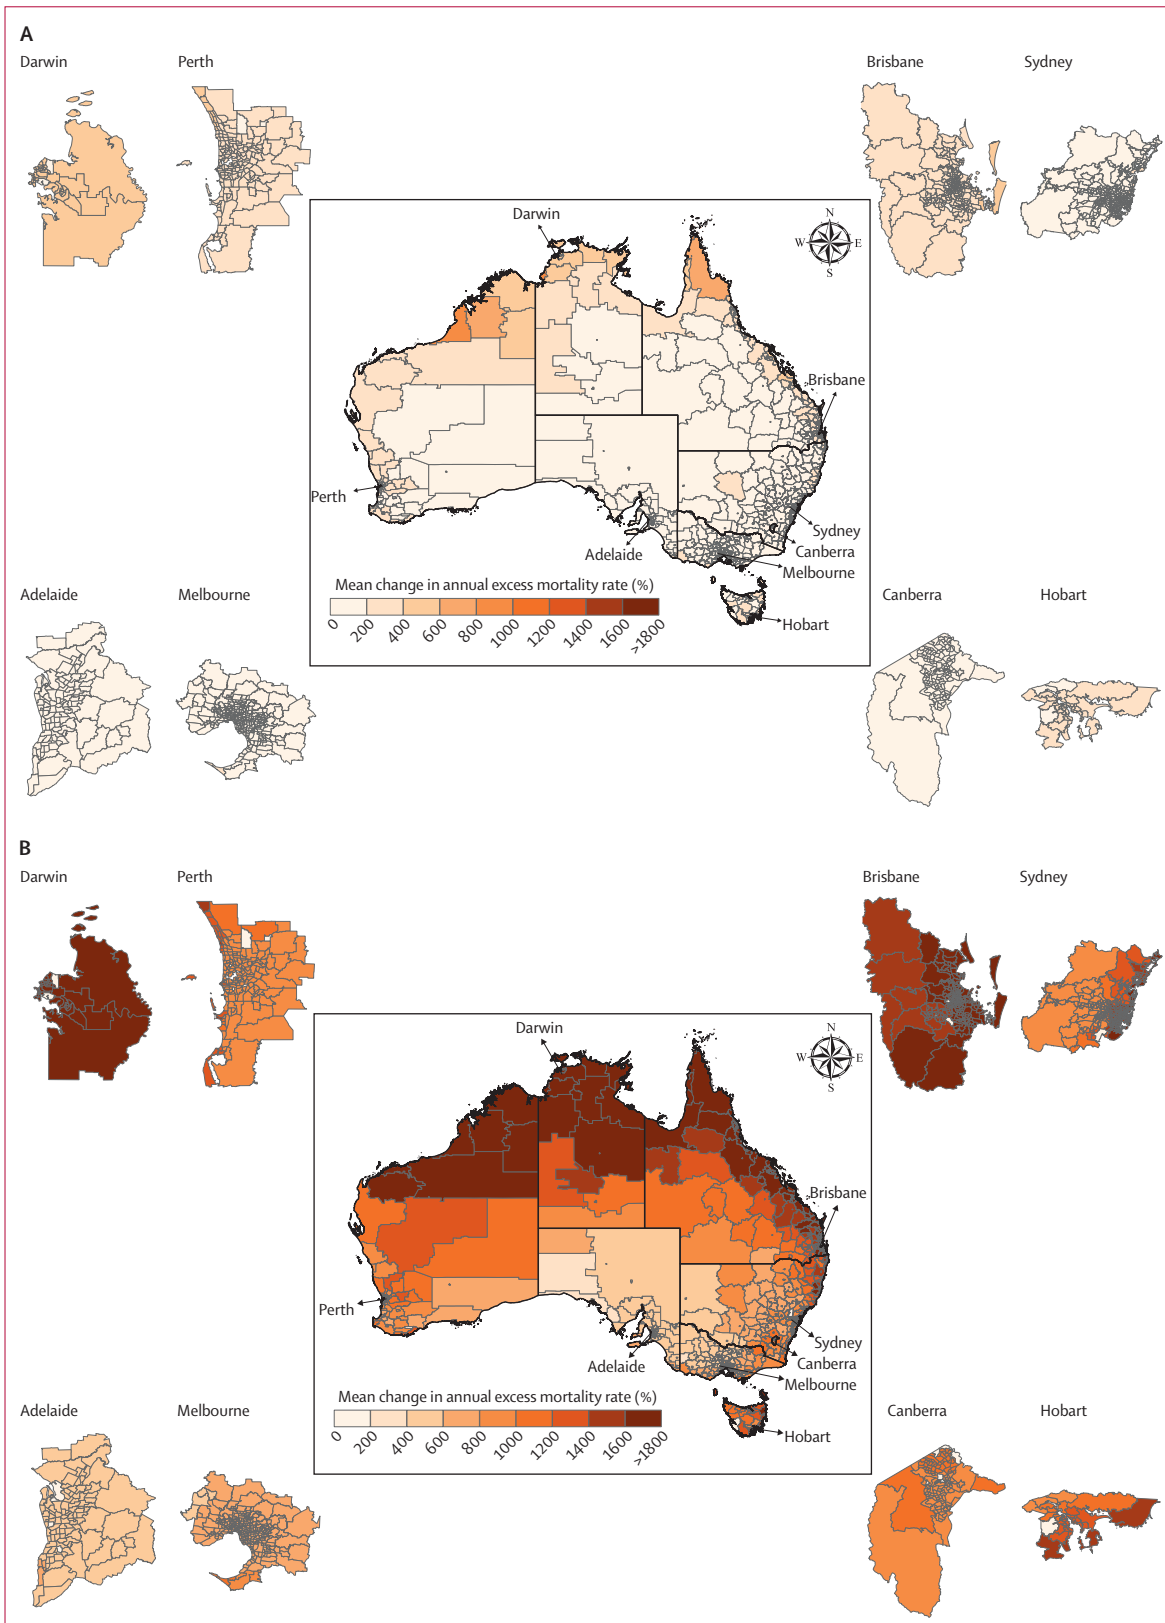 A
Darwin
Perth
Brisbane
Sydney
Darwin
N
W
E
S
Brisbane
Perth
Sydney
Adelaide
Canberra
Melbourne
Mean change in annual excess mortality rate (%)
0 200 400 600 800 1000 1200 1400 1600 >1800
Hobart
Adelaide
Melbourne
Canberra
Hobart
B
Darwin
Perth
Brisbane
Sydney
Darwin
N
W
E
S
Brisbane
Perth
Sydney
Adelaide
Canberra
Melbourne
Mean change in annual excess mortality rate (%)
0 200 400 600 800 1000 1200 1400 1600 >1800
Hobart
Adelaide
Melbourne
Canberra
Hobart